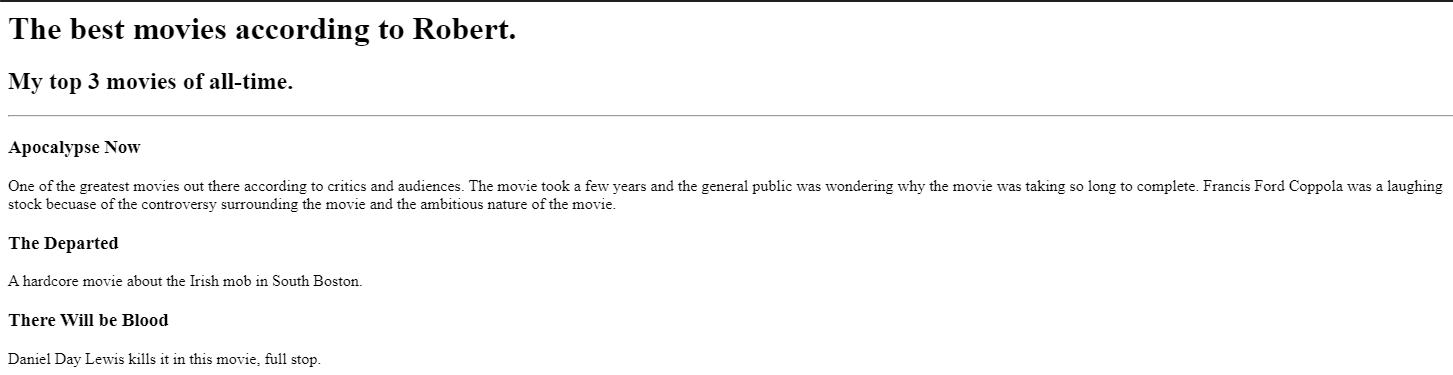 The best movies according to Robert.
My top 3 movies of all-time.
Apocalypse Now
One of the greatest movies out there according to critics and audiences. The movie took a few years and the general public was wondering why the movie was taking so long to complete. Francis Ford Coppola was a laughing
stock becuase of the controversy surrounding the movie and the ambitious nature of the movie.
The Departed
A hardcore movie about the Irish mob in South Boston.
There Will be Blood
Daniel Day Lewis kills it in this movie, full stop.